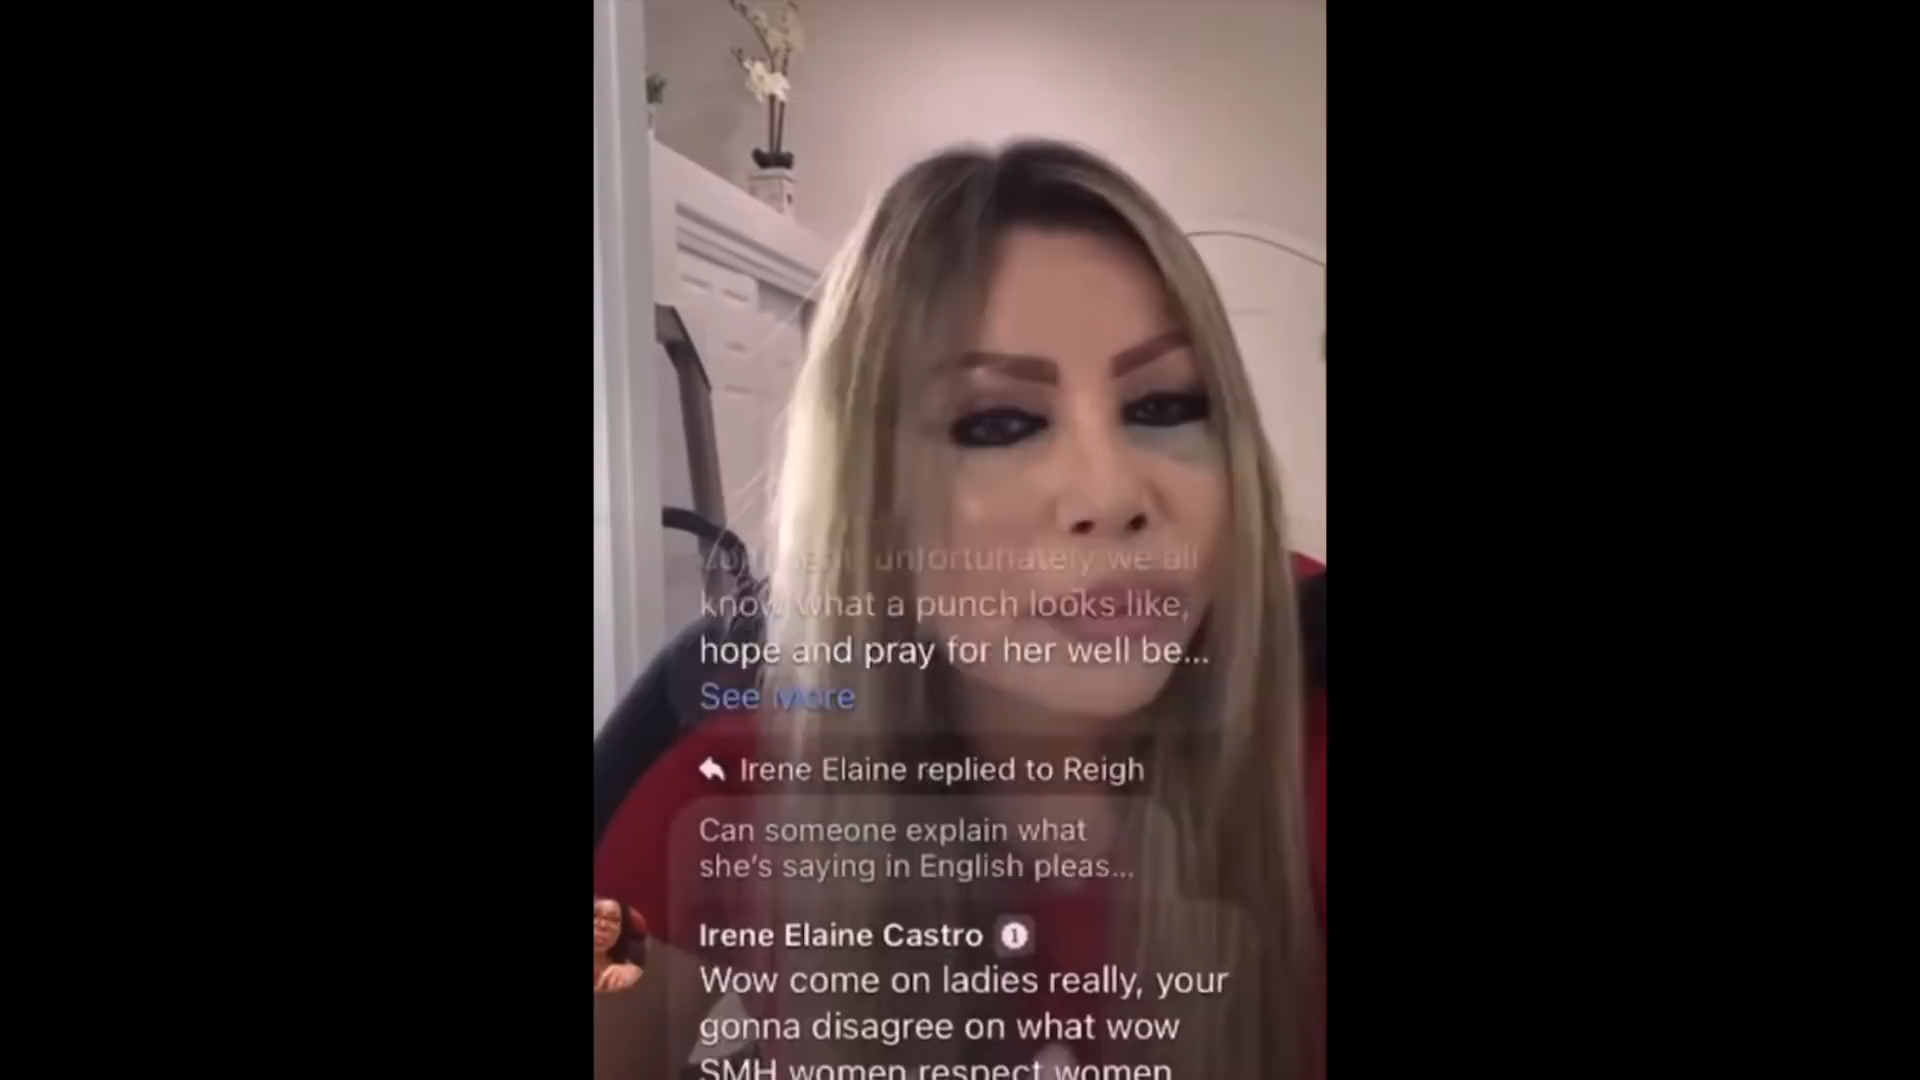 unfortunately we all
know what a punch looks like,
hope and pray for her well be...
See More
Irene Elaine replied to Reigh
Can someone explain what
she's saying in English pleas...
Irene Elaine Castro 1
Wow come on ladies really, your
gonna disagree on what wow
SMH women respect women